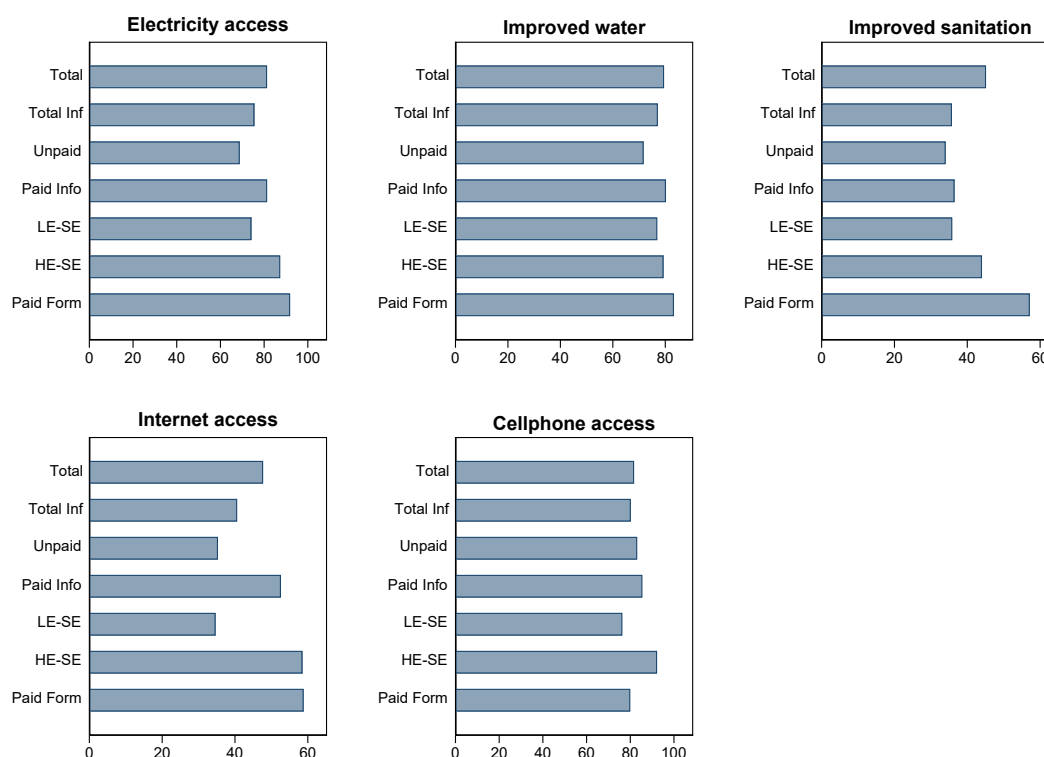 Electricity access
Total
Total Inf
Unpaid
Paid Info
LE-SE
HE-SE
Paid Form
0 20 40 60 80 100
Improved water
Total
Total Inf
Unpaid
Paid Info
LE-SE
HE-SE
Paid Form
0 20 40 60 80
Improved sanitation
Total
Total Inf
Unpaid
Paid Info
LE-SE
HE-SE
Paid Form
0 20 40 60
Internet access
Total
Total Inf
Unpaid
Paid Info
LE-SE
HE-SE
Paid Form
0 40 60
Cellphone access
Total
Total Inf
Unpaid
Paid Info
LE-SE
HE-SE
Paid Form
0 20 40 60 80 100